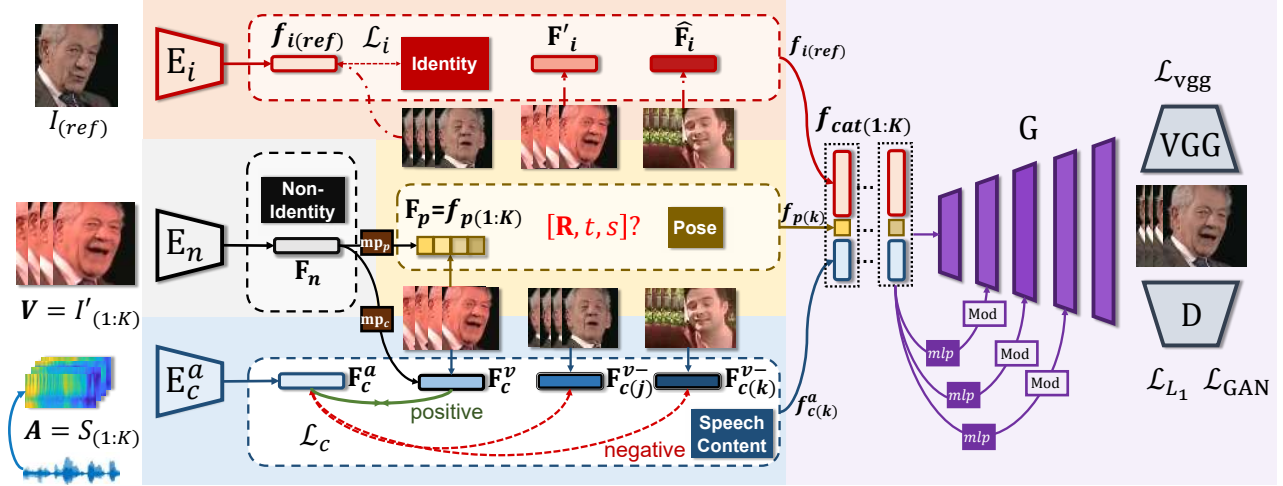 I(ref)
E_i
f_i(ref)
L_i
Identity
F'_i
F̂_i
f_i(ref)
V = I'(1:K)
E_n
Non-
Identity
F_n
mp_p
mp_c
F_p=f_p(1:K)
[R, t, s]?
Pose
f_p(k)
A = S(1:K)
E_c^a
F_c^a
F_c^v
F_c(j)^v−
F_c(k)^v−
positive
L_c
negative
Speech
Content
f_c(k)^a
f_cat(1:K)
...
...
...
G
Mod
Mod
Mod
mlp
mlp
mlp
L_vgg
VGG
D
L_L1 L_GAN